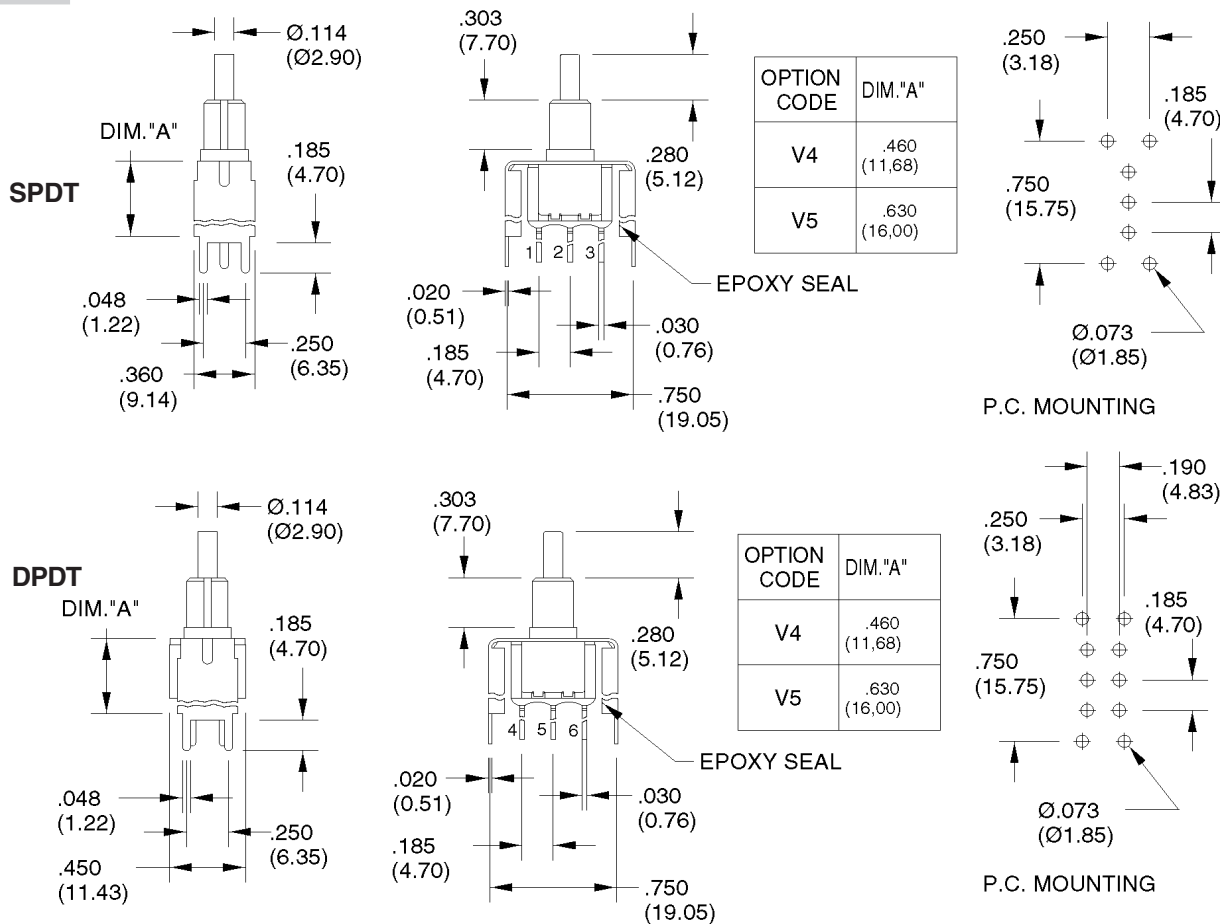 SPDT
Ø.114
(Ø2.90)
DIM."A"
.185
(4.70)
.048
(1.22)
.250
(6.35)
.360
(9.14)
.303
(7.70)
.280
(5.12)
1 2 3
EPOXY SEAL
.020
(0.51)
.030
(0.76)
.185
(4.70)
.750
(19.05)
OPTION CODE DIM."A"
V4 .460 (11,68)
V5 .630 (16,00)
.250
(3.18)
.185
(4.70)
.750
(15.75)
Ø.073
(Ø1.85)
P.C. MOUNTING
DPDT
Ø.114
(Ø2.90)
DIM."A"
.185
(4.70)
.048
(1.22)
.250
(6.35)
.450
(11.43)
.303
(7.70)
.280
(5.12)
4 5 6
EPOXY SEAL
.020
(0.51)
.030
(0.76)
.185
(4.70)
.750
(19.05)
OPTION CODE DIM."A"
V4 .460 (11,68)
V5 .630 (16,00)
.190
(4.83)
.250
(3.18)
.185
(4.70)
.750
(15.75)
Ø.073
(Ø1.85)
P.C. MOUNTING